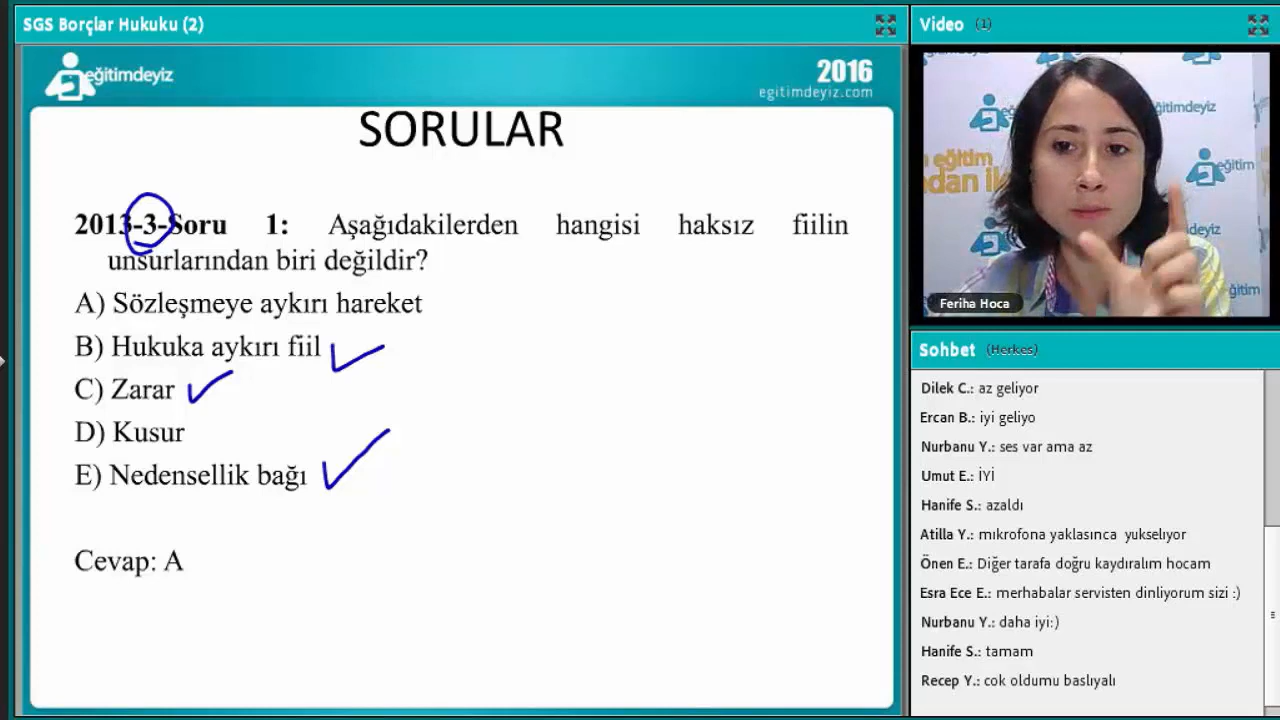 SGS Borçlar Hukuku (2)
eğitimdeyiz
2016
egitimdeyiz.com
SORULAR
2013-3-Soru 1: Aşağıdakilerden hangisi haksız fiilin
unsurlarından biri değildir?
A) Sözleşmeye aykırı hareket
B) Hukuka aykırı fiil
C) Zarar
D) Kusur
E) Nedensellik bağı
Cevap: A
Video (1)
eğitimdeyiz
eğitim
Feriha Hoca
Sohbet (Herkes)
Dilek C.: az geliyor
Ercan B.: iyi geliyo
Nurbanu Y.: ses var ama az
Umut E.: İYİ
Hanife S.: azaldı
Atilla Y.: mıkrofona yaklasınca yukselıyor
Önen E.: Diğer tarafa doğru kaydıralım hocam
Esra Ece E.: merhabalar servisten dinliyorum sizi :)
Nurbanu Y.: daha iyi:)
Hanife S.: tamam
Recep Y.: cok oldumu baslıyalı